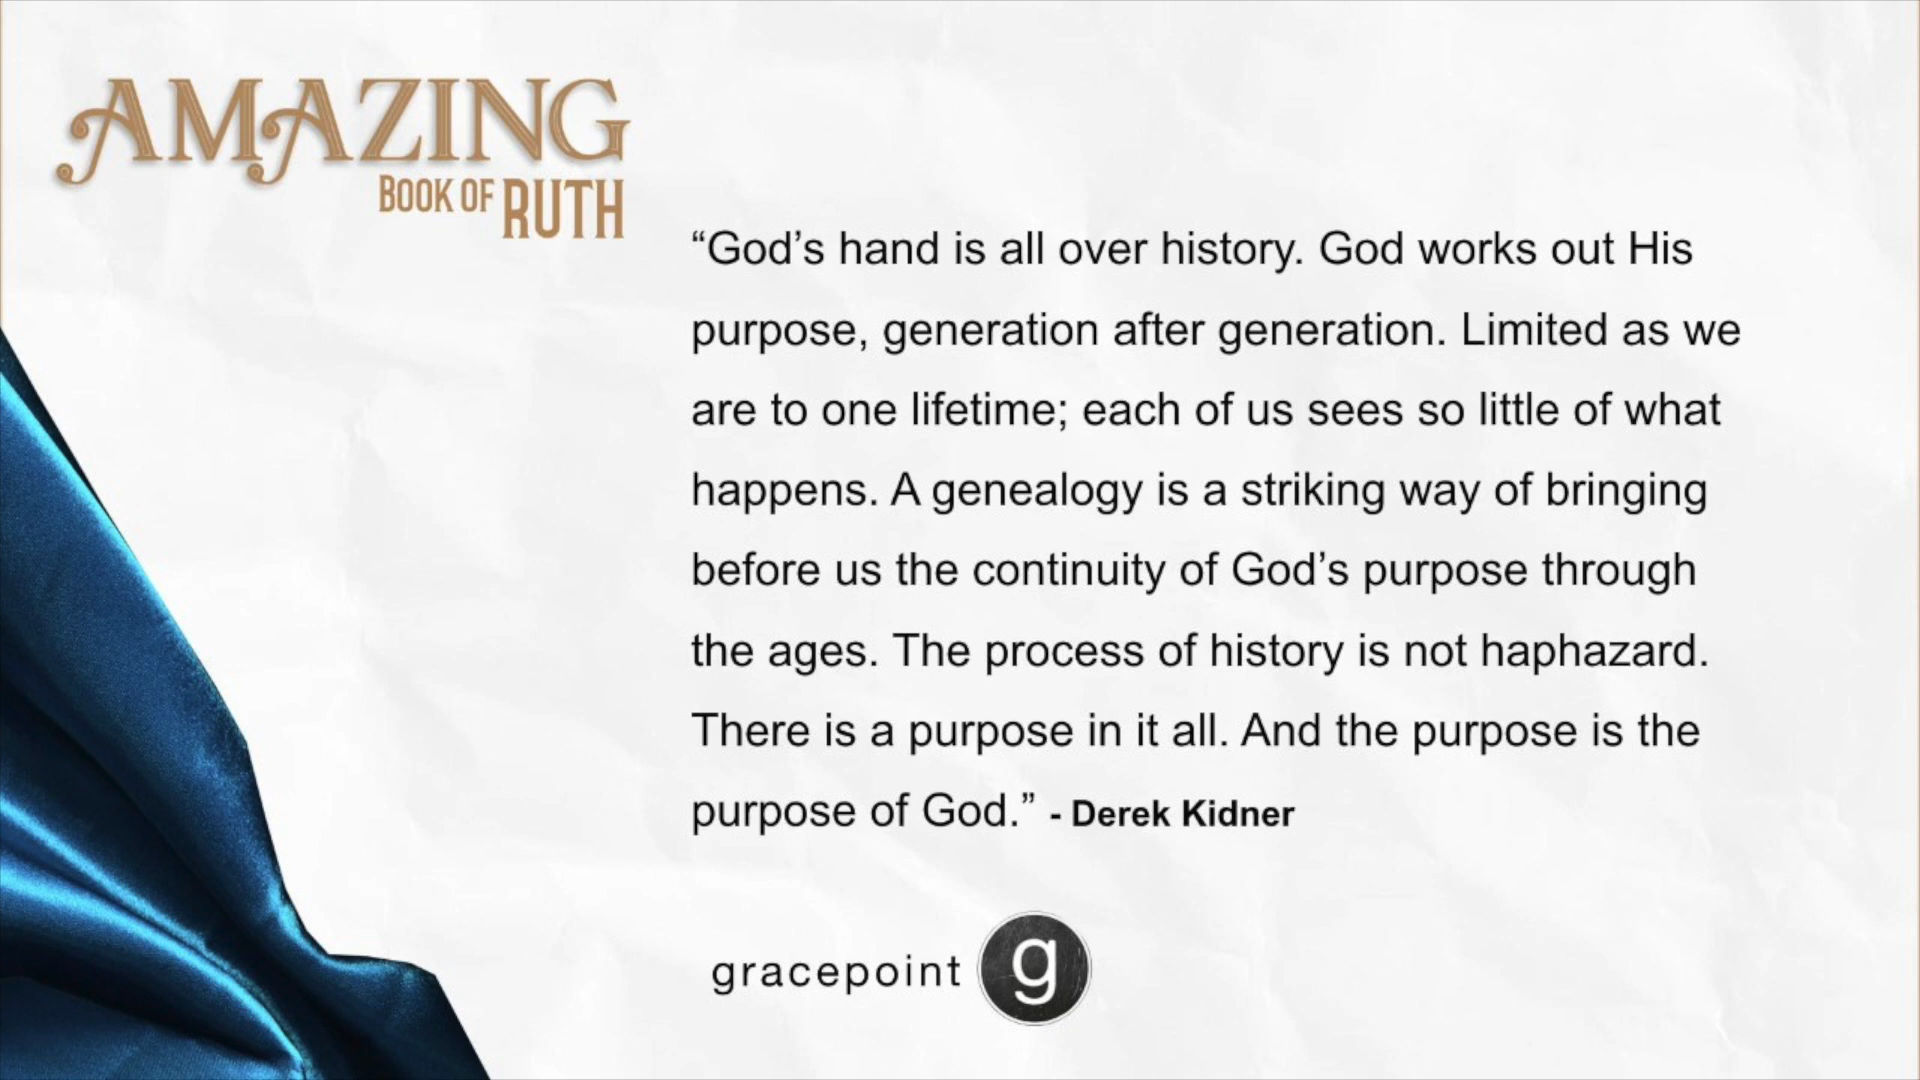 AMAZING
BOOK OF RUTH
“God’s hand is all over history. God works out His
purpose, generation after generation. Limited as we
are to one lifetime; each of us sees so little of what
happens. A genealogy is a striking way of bringing
before us the continuity of God’s purpose through
the ages. The process of history is not haphazard.
There is a purpose in it all. And the purpose is the
purpose of God.” - Derek Kidner
gracepoint g